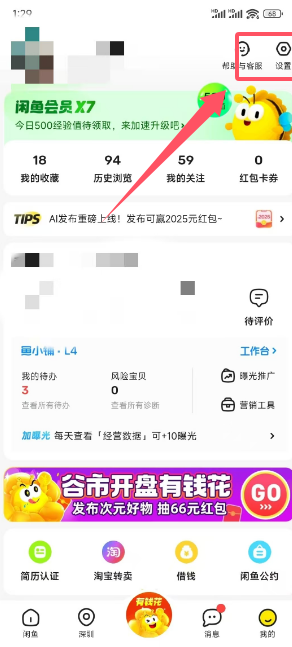 1:29
HD HD 68
帮助与客服 设置
闲鱼会员 X7
今日500经验值待领取，来加速升级吧›
18 94 59 0
我的收藏 历史浏览 我的关注 红包卡券
TIPS AI发布重磅上线！发布可赢2025元红包~
待评价
鱼小铺·L4 工作台›
我的待办 风险宝贝 曝光推广
3 0
查看所有待办 查看所有诊断 营销工具
加曝光 每天查看「经营数据」可+10曝光 ›
谷市开盘有钱花
发布次元好物 抽66元红包
GO
淘
简历认证 淘宝转卖 借钱 闲鱼公约
有钱花
闲鱼 深圳 消息 我的